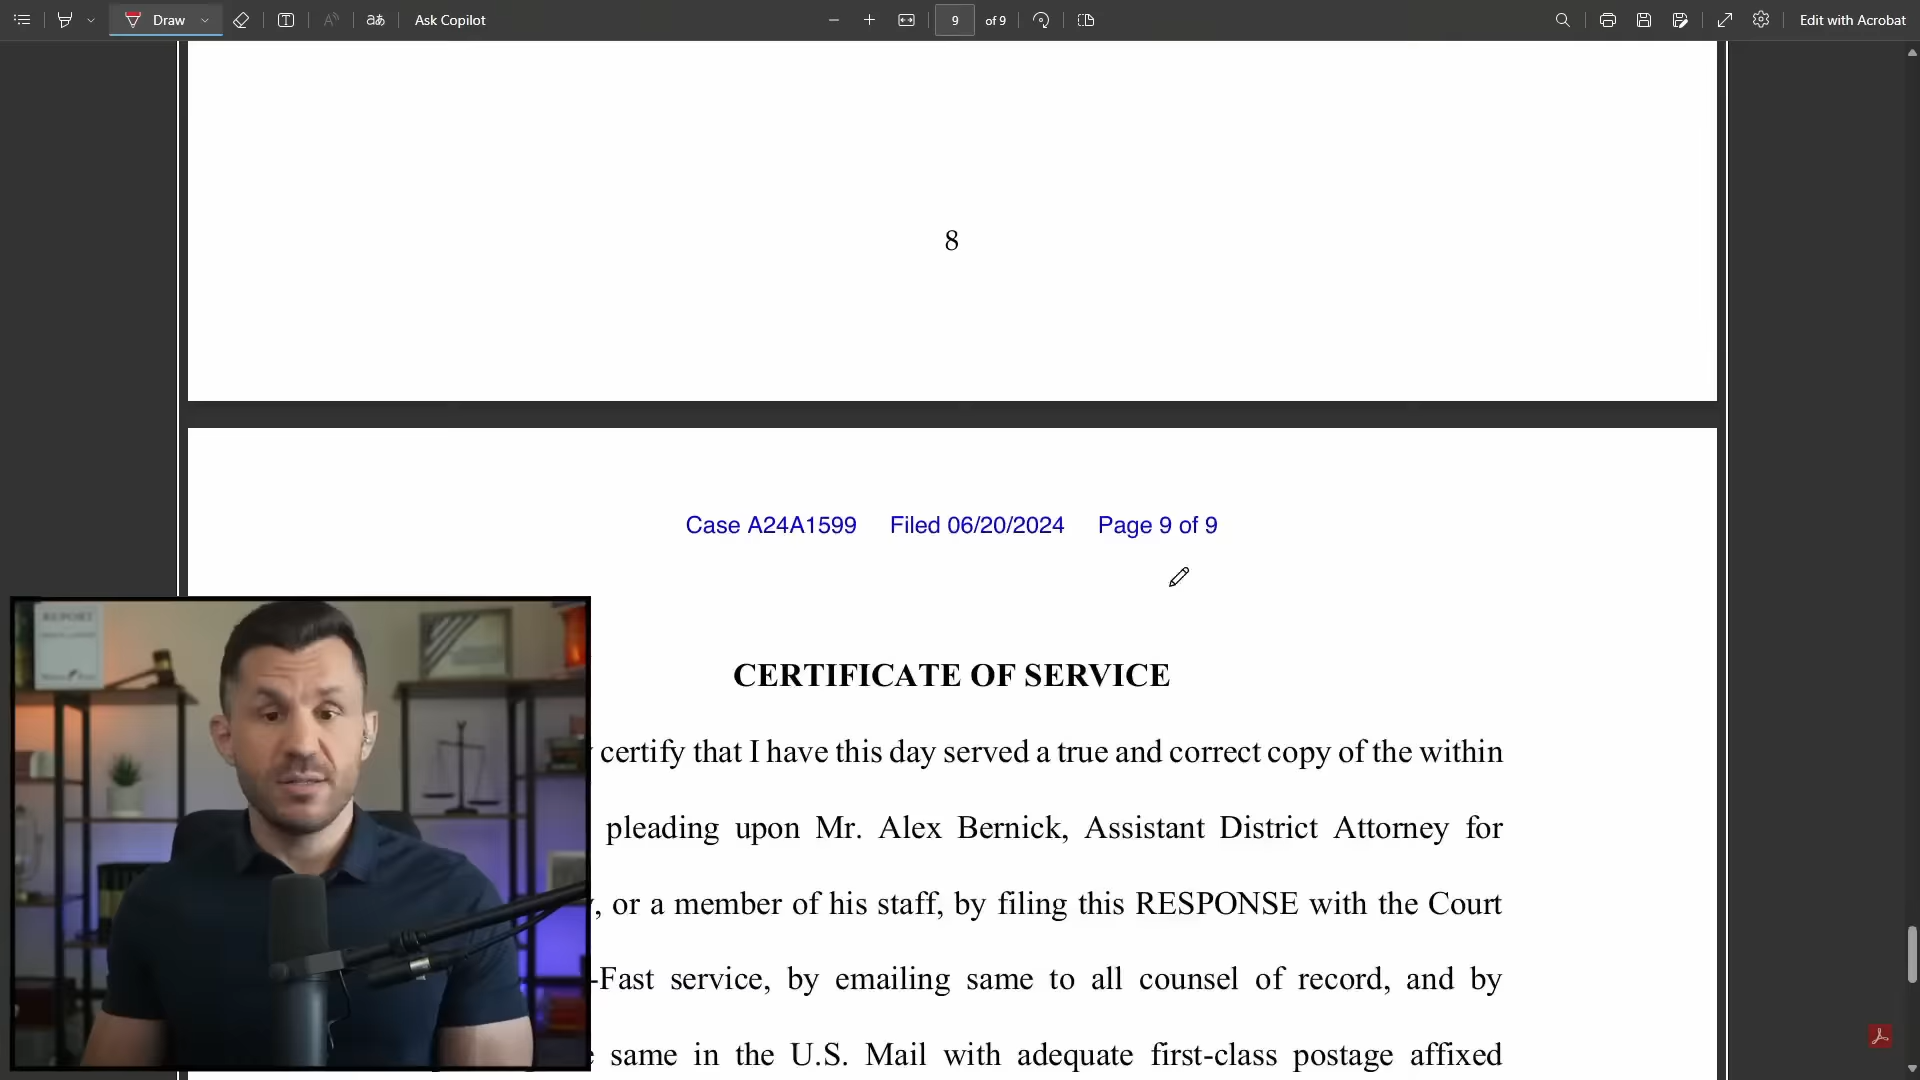 Draw
Ask Copilot
9
of 9
Edit with Acrobat
8
Case A24A1599 Filed 06/20/2024 Page 9 of 9
CERTIFICATE OF SERVICE
certify that I have this day served a true and correct copy of the within
pleading upon Mr. Alex Bernick, Assistant District Attorney for
, or a member of his staff, by filing this RESPONSE with the Court
-Fast service, by emailing same to all counsel of record, and by
same in the U.S. Mail with adequate first-class postage affixed
REPORT